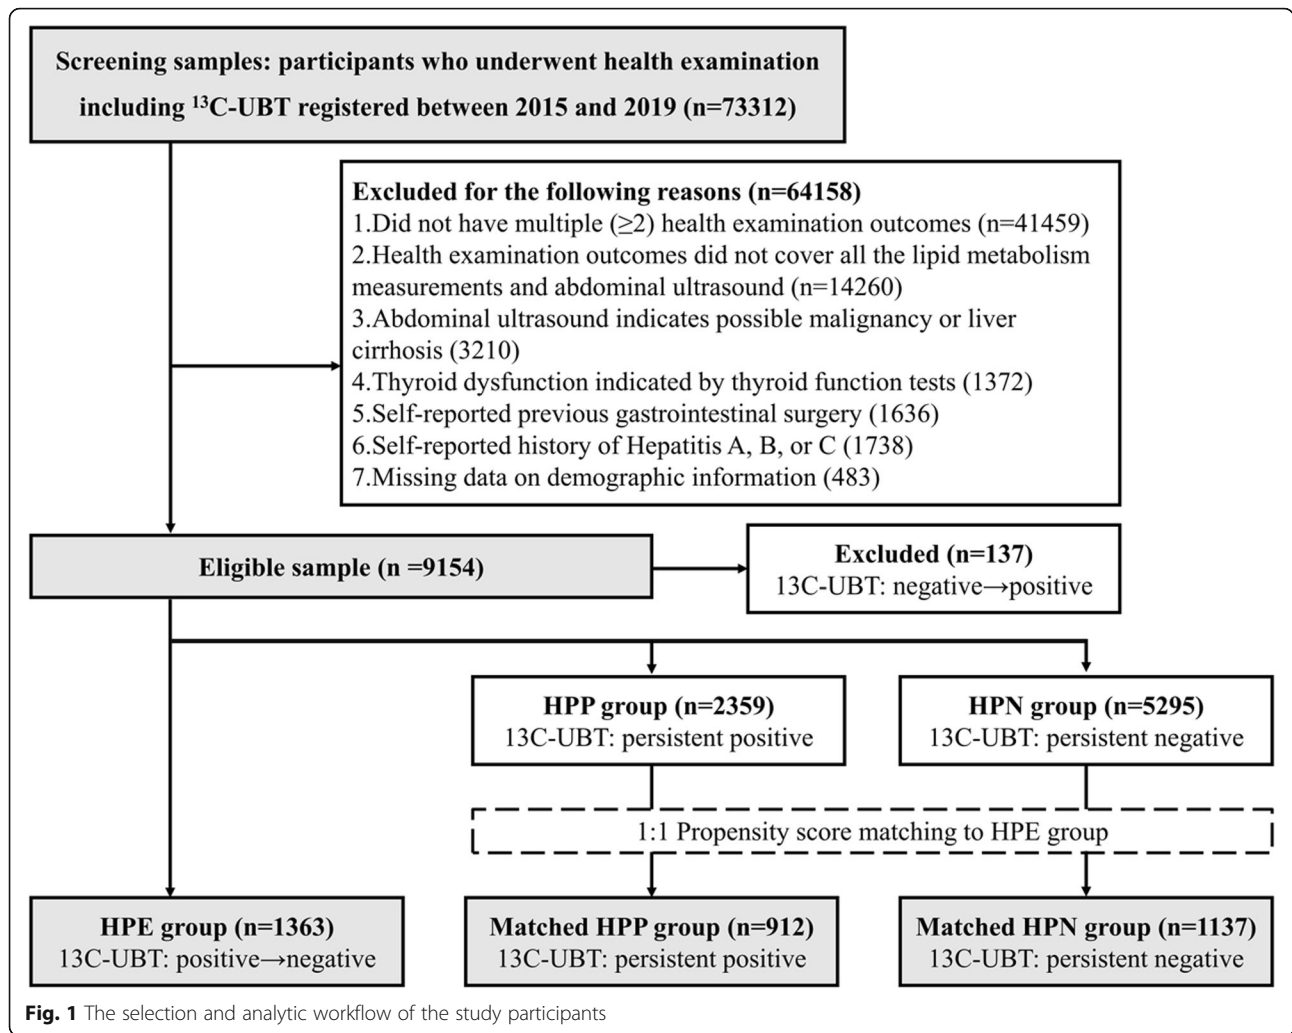 Screening samples: participants who underwent health examination
including ¹³C-UBT registered between 2015 and 2019 (n=73312)
Excluded for the following reasons (n=64158)
1.Did not have multiple (≥2) health examination outcomes (n=41459)
2.Health examination outcomes did not cover all the lipid metabolism
measurements and abdominal ultrasound (n=14260)
3.Abdominal ultrasound indicates possible malignancy or liver
cirrhosis (3210)
4.Thyroid dysfunction indicated by thyroid function tests (1372)
5.Self-reported previous gastrointestinal surgery (1636)
6.Self-reported history of Hepatitis A, B, or C (1738)
7.Missing data on demographic information (483)
Eligible sample (n =9154)
Excluded (n=137)
13C-UBT: negative→positive
HPP group (n=2359)
13C-UBT: persistent positive
HPN group (n=5295)
13C-UBT: persistent negative
1:1 Propensity score matching to HPE group
HPE group (n=1363)
13C-UBT: positive→negative
Matched HPP group (n=912)
13C-UBT: persistent positive
Matched HPN group (n=1137)
13C-UBT: persistent negative
Fig. 1 The selection and analytic workflow of the study participants